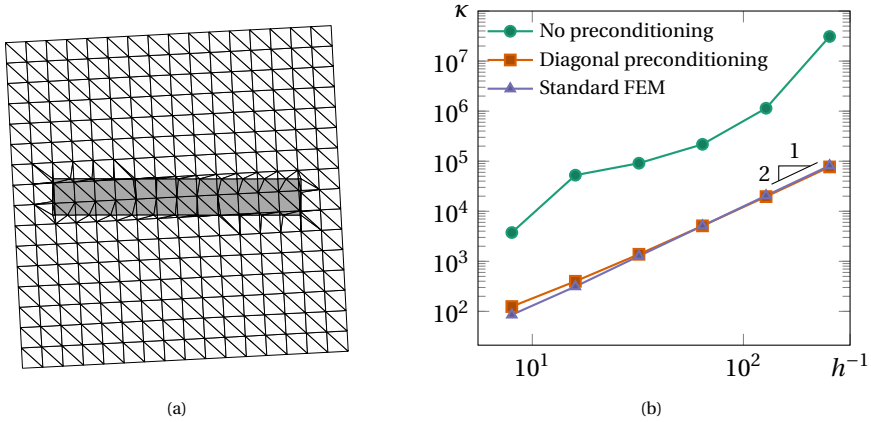 κ
10^7
10^6
10^5
10^4
10^3
10^2
No preconditioning
Diagonal preconditioning
Standard FEM
1
2
10^1
10^2
h^−1
(a)
(b)